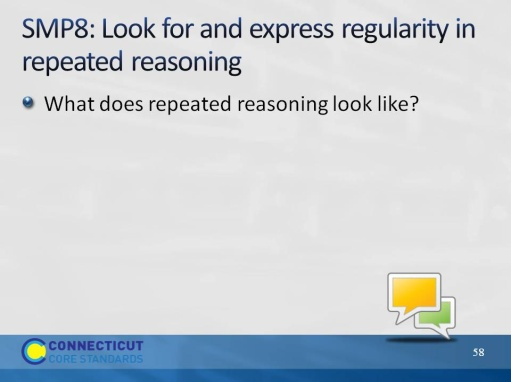 SMP8: Look for and express regularity in
repeated reasoning
What does repeated reasoning look like?
CONNECTICUT
CORE STANDARDS
58